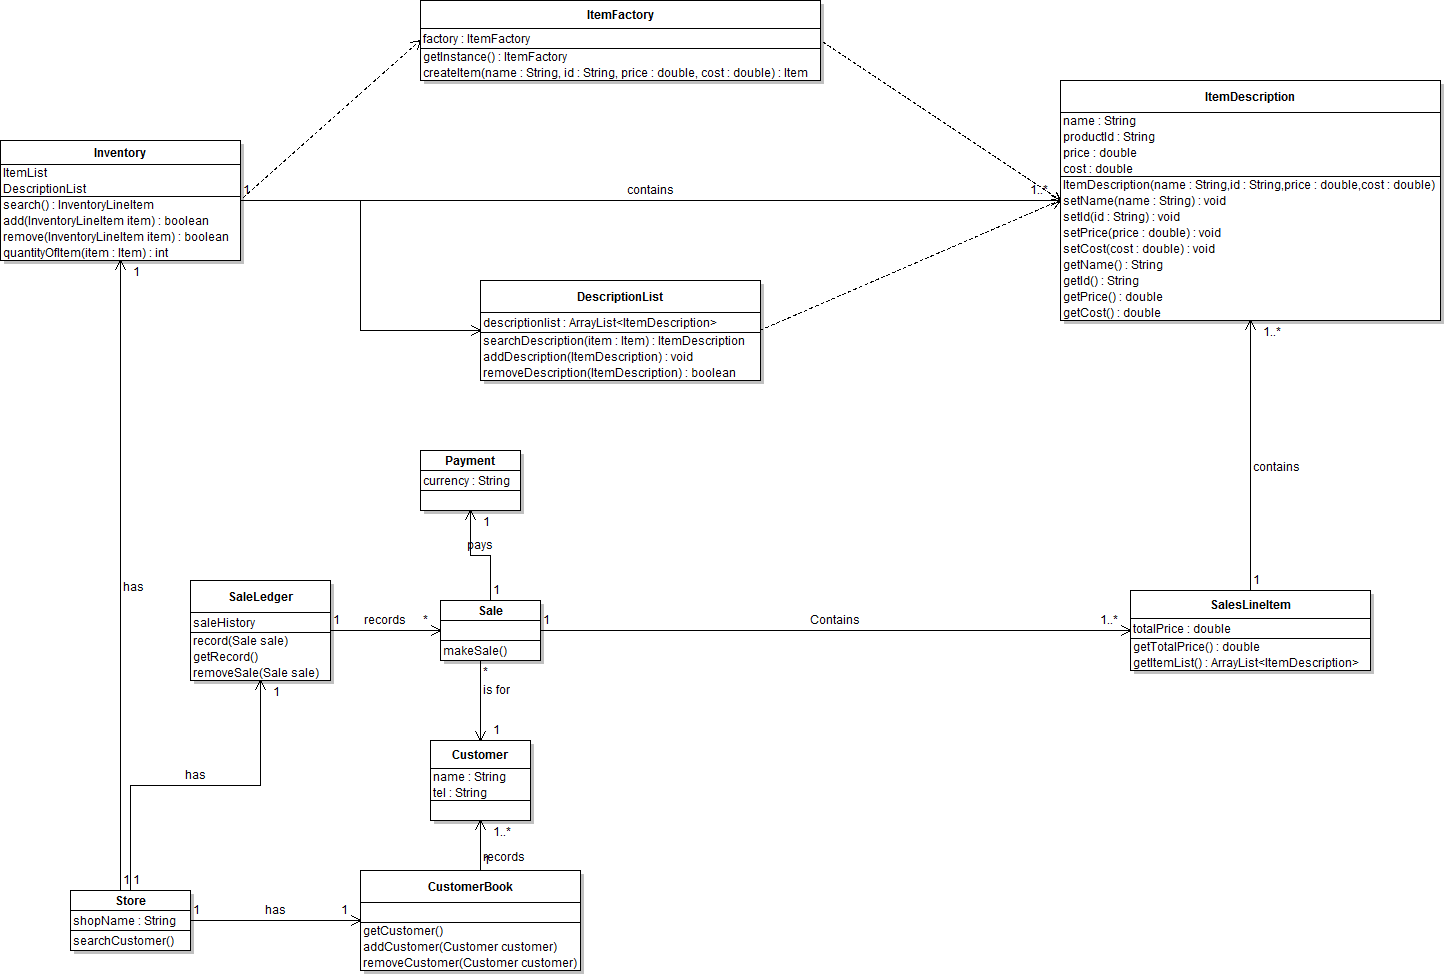 ItemFactory
factory : ItemFactory
getInstance() : ItemFactory
createItem(name : String, id : String, price : double, cost : double) : Item
ItemDescription
name : String
productId : String
price : double
cost : double
ItemDescription(name : String,id : String,price : double,cost : double)
setName(name : String) : void
setId(id : String) : void
setPrice(price : double) : void
setCost(cost : double) : void
getName() : String
getId() : String
getPrice() : double
getCost() : double
Inventory
ItemList
DescriptionList
search() : InventoryLineItem
add(InventoryLineItem item) : boolean
remove(InventoryLineItem item) : boolean
quantityOfItem(item : Item) : int
1
contains
1..*
1
DescriptionList
descriptionlist : ArrayList<ItemDescription>
searchDescription(item : Item) : ItemDescription
addDescription(ItemDescription) : void
removeDescription(ItemDescription) : boolean
1..*
contains
1
Payment
currency : String
1
pays
1
has
SaleLedger
saleHistory
record(Sale sale)
getRecord()
removeSale(Sale sale)
1
records
*
Sale
makeSale()
1
Contains
1..*
SalesLineItem
totalPrice : double
getTotalPrice() : double
getItemList() : ArrayList<ItemDescription>
*
is for
1
1
has
Customer
name : String
tel : String
1..*
records
1
1
1
Store
shopName : String
searchCustomer()
1
has
1
CustomerBook
getCustomer()
addCustomer(Customer customer)
removeCustomer(Customer customer)